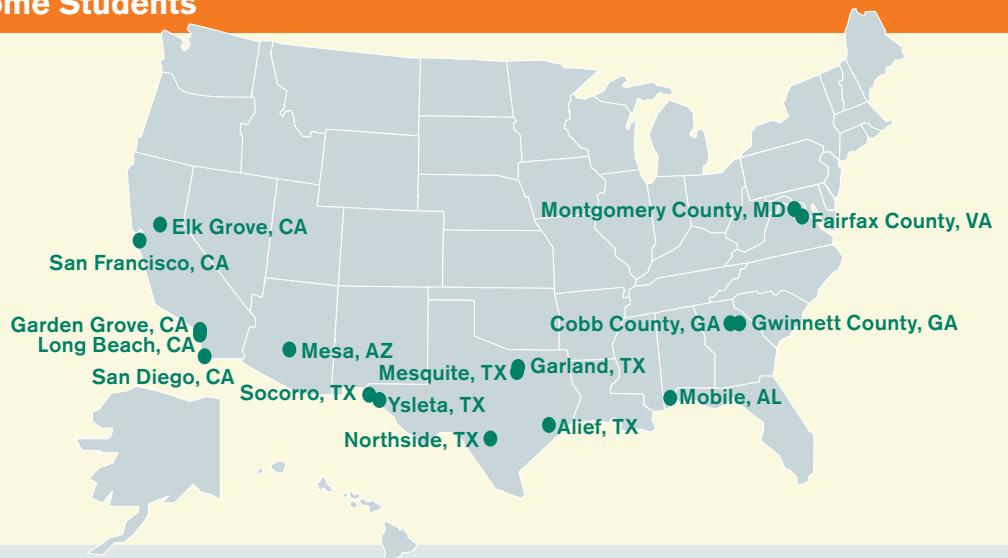 ome Students
Montgomery County, MD
Fairfax County, VA
Elk Grove, CA
San Francisco, CA
Garden Grove, CA
Long Beach, CA
San Diego, CA
Cobb County, GA
Gwinnett County, GA
Mesa, AZ
Mesquite, TX
Garland, TX
Socorro, TX
Ysleta, TX
Mobile, AL
Northside, TX
Alief, TX